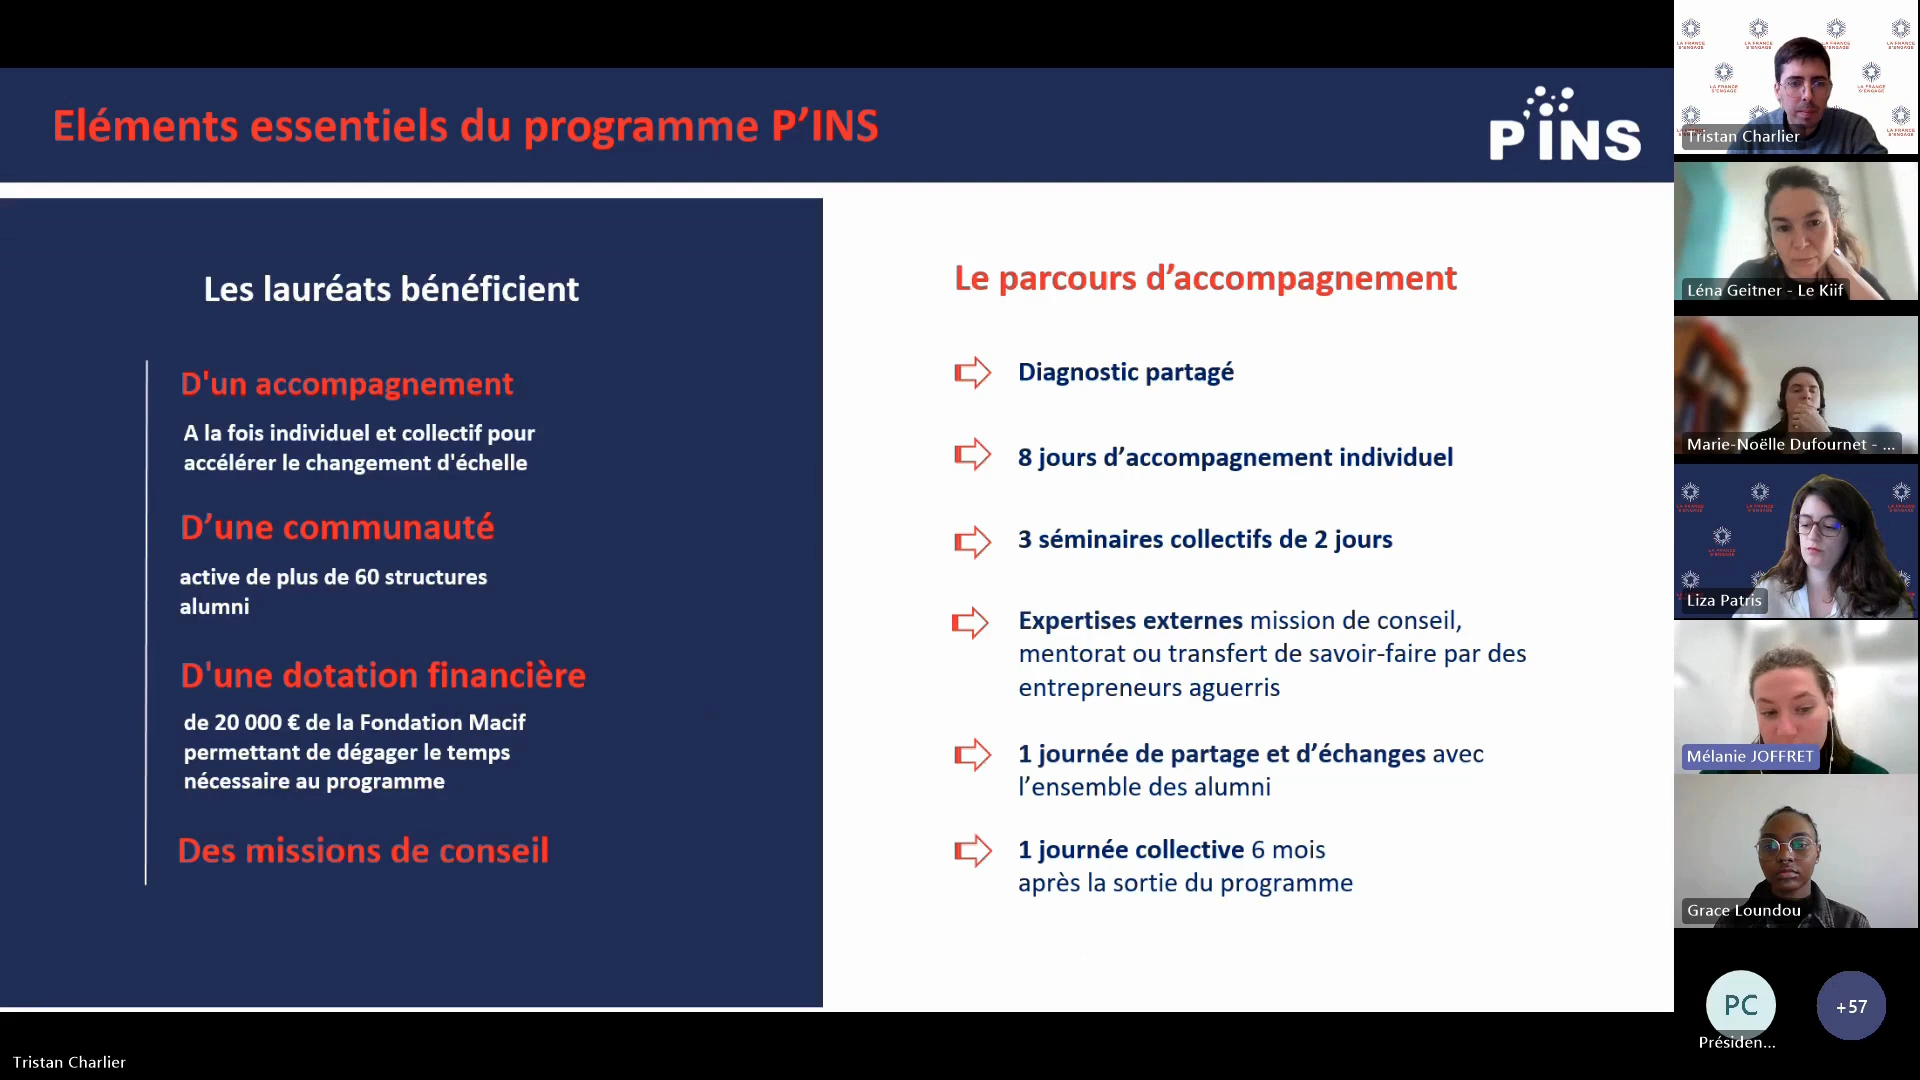 Eléments essentiels du programme P'INS
P'INS
Les lauréats bénéficient
D'un accompagnement
A la fois individuel et collectif pour
accélérer le changement d'échelle
D’une communauté
active de plus de 60 structures
alumni
D'une dotation financière
de 20 000 € de la Fondation Macif
permettant de dégager le temps
nécessaire au programme
Des missions de conseil
Le parcours d’accompagnement
Diagnostic partagé
8 jours d’accompagnement individuel
3 séminaires collectifs de 2 jours
Expertises externes mission de conseil,
mentorat ou transfert de savoir-faire par des
entrepreneurs aguerris
1 journée de partage et d’échanges avec
l’ensemble des alumni
1 journée collective 6 mois
après la sortie du programme
LA FRANCE S'ENGAGE
Tristan Charlier
Léna Geitner - Le Kiif
Marie-Noëlle Dufournet - ...
LA FRANCE S'ENGAGE
Liza Patris
Mélanie JOFFRET
Grace Loundou
PC
Présiden...
+57
Tristan Charlier